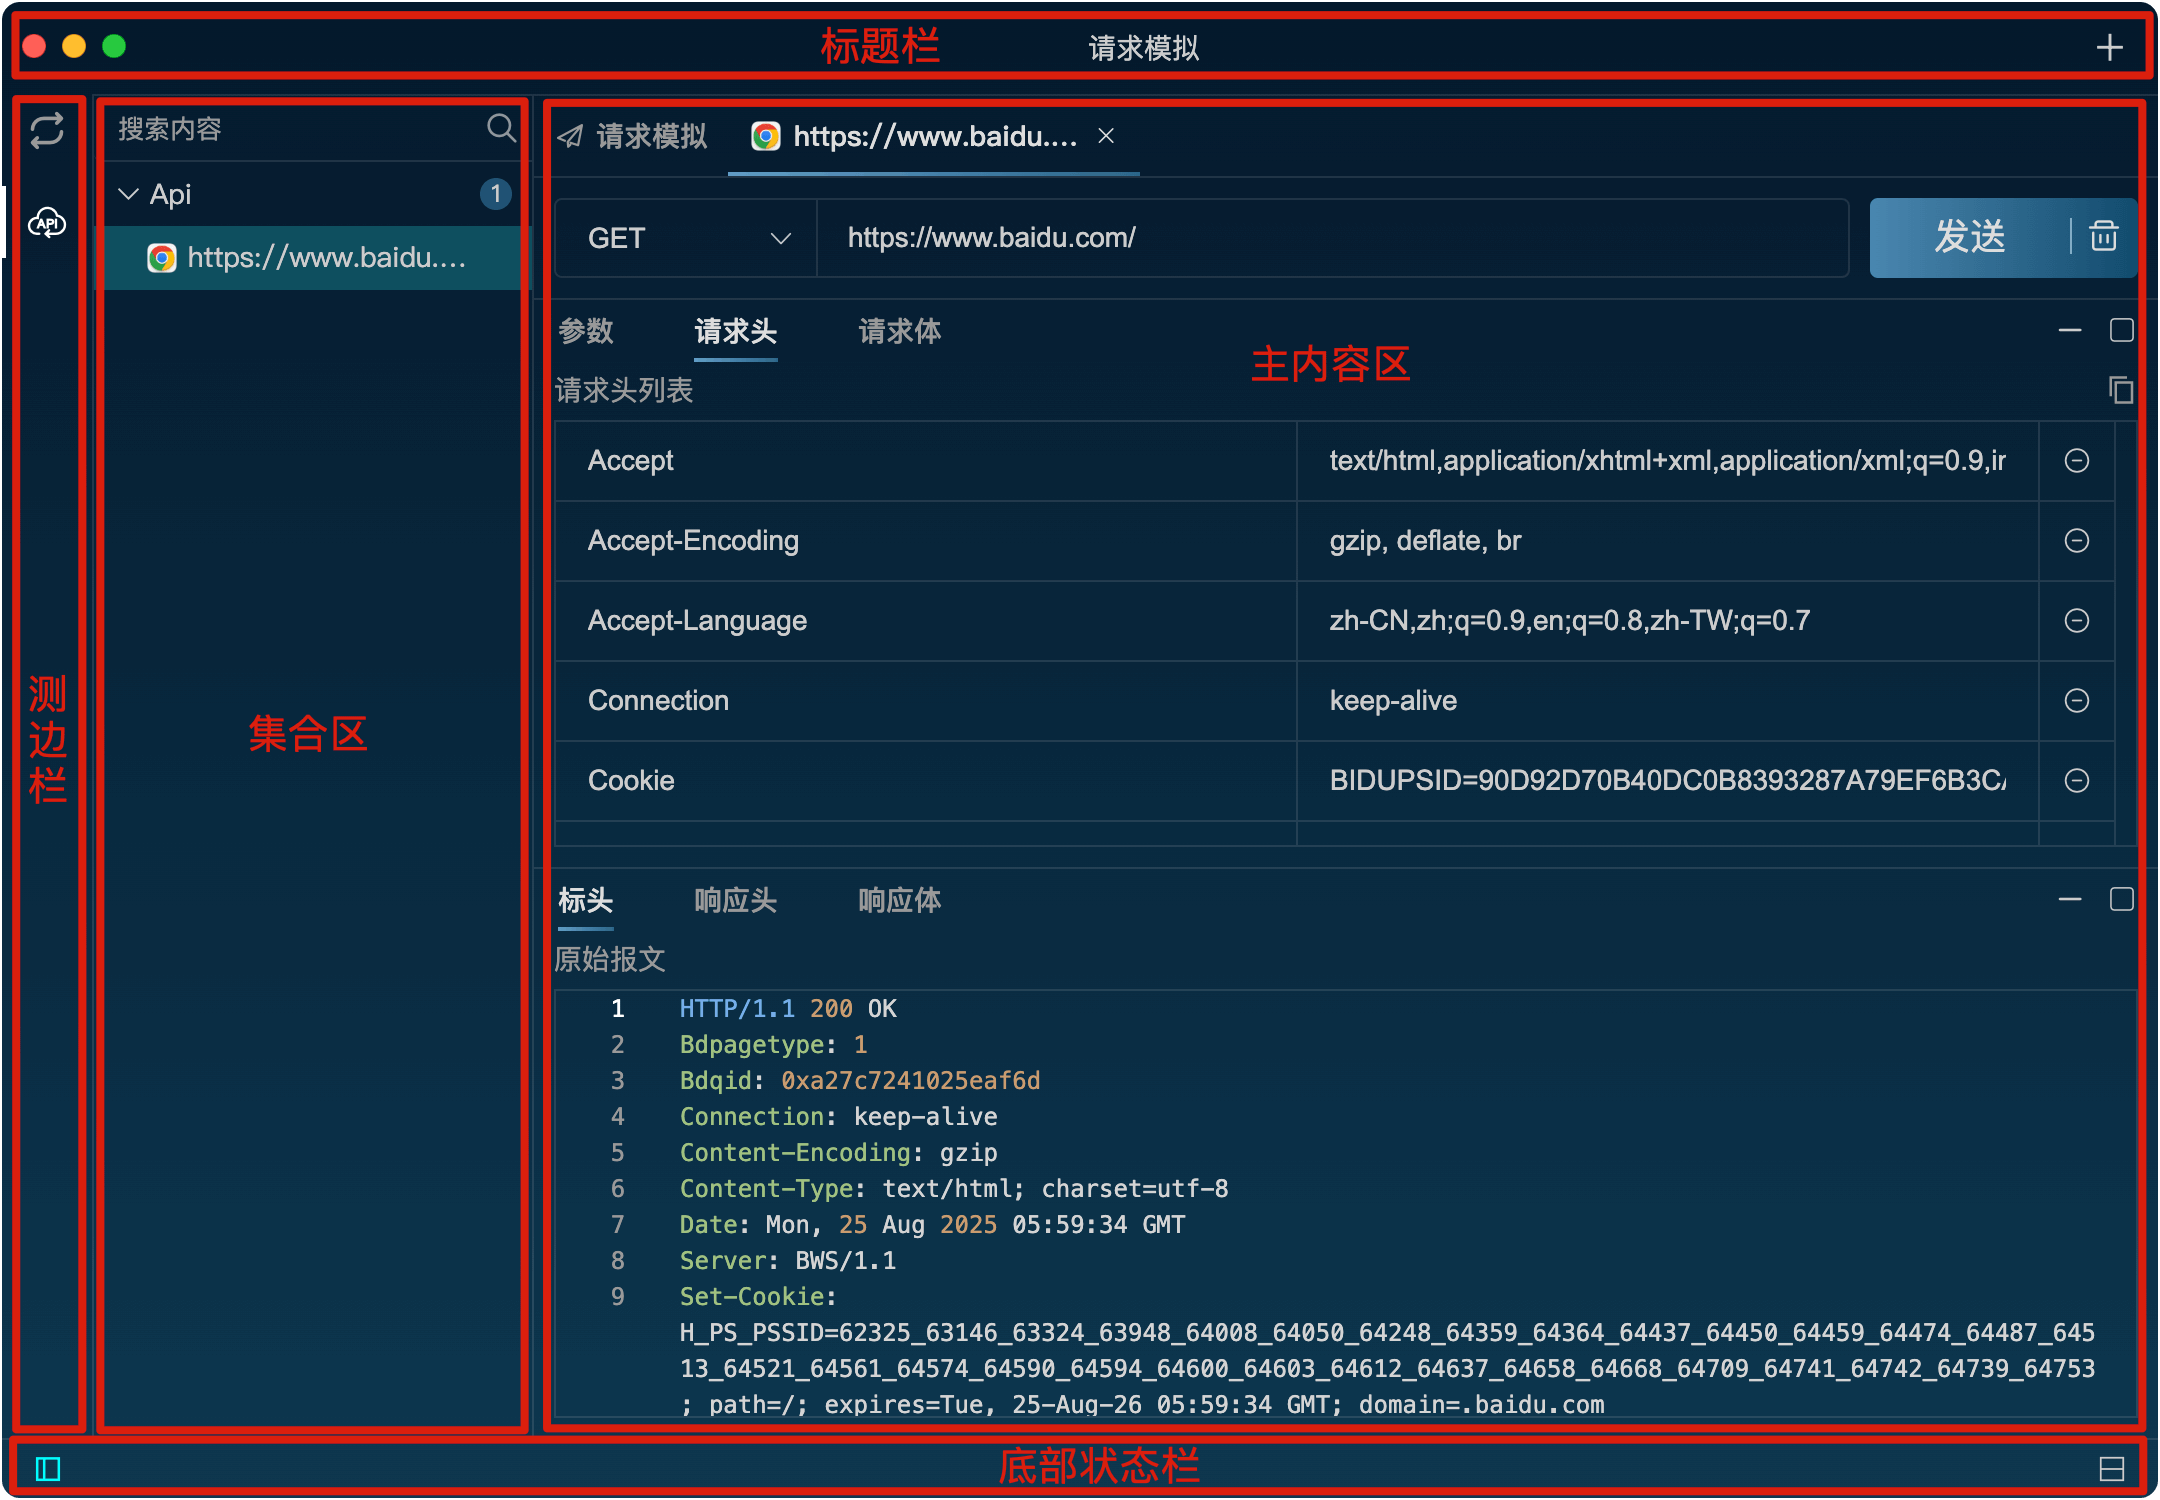 标题栏
请求模拟
搜索内容
Api
1
https://www.baidu....
API
测边栏
集合区
请求模拟
https://www.baidu....
GET
https://www.baidu.com/
发送
参数
请求头
请求体
主内容区
请求头列表
Accept
text/html,application/xhtml+xml,application/xml;q=0.9,ir
Accept-Encoding
gzip, deflate, br
Accept-Language
zh-CN,zh;q=0.9,en;q=0.8,zh-TW;q=0.7
Connection
keep-alive
Cookie
BIDUPSID=90D92D70B40DC0B8393287A79EF6B3C
标头
响应头
响应体
原始报文
1 HTTP/1.1 200 OK
2 Bdpagetype: 1
3 Bdqid: 0xa27c7241025eaf6d
4 Connection: keep-alive
5 Content-Encoding: gzip
6 Content-Type: text/html; charset=utf-8
7 Date: Mon, 25 Aug 2025 05:59:34 GMT
8 Server: BWS/1.1
9 Set-Cookie:
H_PS_PSSID=62325_63146_63324_63948_64008_64050_64248_64359_64364_64437_64450_64459_64474_64487_645
13_64521_64561_64574_64590_64594_64600_64603_64612_64637_64658_64668_64709_64741_64742_64739_64753
; path=/; expires=Tue, 25-Aug-26 05:59:34 GMT; domain=.baidu.com
底部状态栏